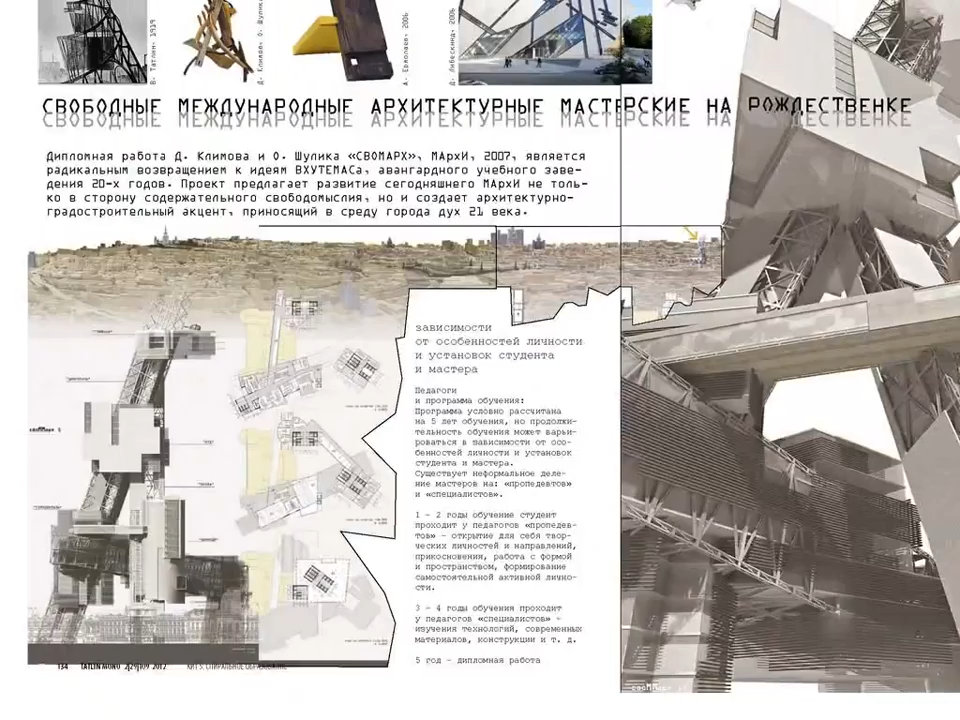 В. Татлин, 1919
Д. Климов, О. Шулика
А. Ермолаев, 2006
Д. Либескинд, 2006
СВОБОДНЫЕ МЕЖДУНАРОДНЫЕ АРХИТЕКТУРНЫЕ МАСТЕРСКИЕ НА РОЖДЕСТВЕНКЕ
Дипломная работа Д. Климова и О. Шулика «СВОМАРХ», МАрхИ, 2007, является
радикальным возвращением к идеям ВХУТЕМАСа, авангардного учебного заве-
дения 20-х годов. Проект предлагает развитие сегодняшнего МАрхИ не толь-
ко в сторону содержательного свободомыслия, но и создает архитектурно-
градостроительный акцент, приносящий в среду города дух 21 века.
зависимости
от особенностей личности
и установок студента
и мастера
Педагоги
и программа обучения:
Программа условно рассчитана
на 5 лет обучения, но продолжи-
тельность обучения может варьи-
роваться в зависимости от осо-
бенностей личности и установок
студента и мастера.
Существует неформальное деле-
ние мастеров на: «пропедевтов»
и «специалистов».
1 – 2 годы обучение студент
проходит у педагогов «пропедев-
тов» – открытие для себя твор-
ческих личностей и направлений,
прикосновения, работа с формой
и пространством, формирование
самостоятельной активной лично-
сти.
3 – 4 годы обучения проходит
у педагогов «специалистов» –
изучения технологий, современных
материалов, конструкции и т. д.
5 год – дипломная работа
134 TATLIN MONO 2012